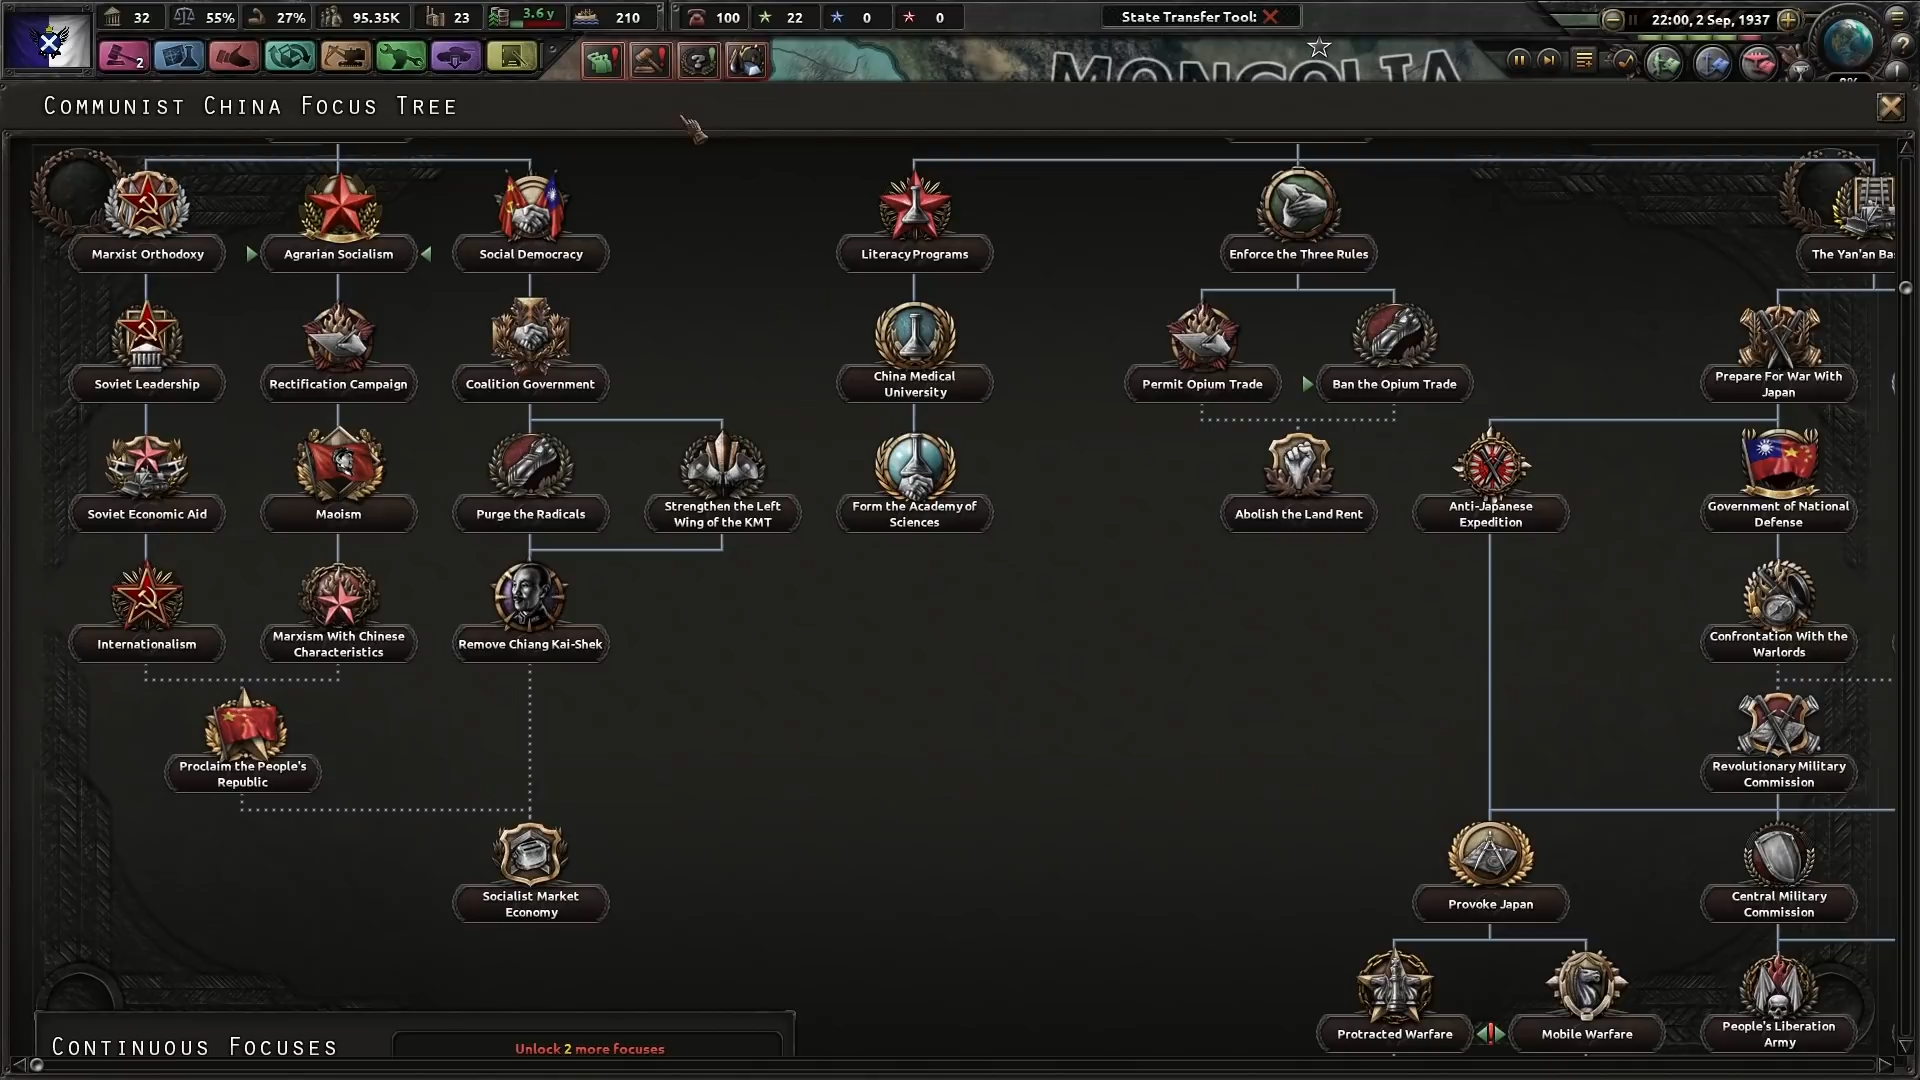 32
55%
27%
95.35K
23
3.6 y
210
100
22
0
0
State Transfer Tool:
22:00, 2 Sep, 1937
2
MONGOLIA
Communist China Focus Tree
Marxist Orthodoxy
Agrarian Socialism
Social Democracy
Literacy Programs
Enforce the Three Rules
The Yan'an Ba
Soviet Leadership
Rectification Campaign
Coalition Government
China Medical
University
Permit Opium Trade
Ban the Opium Trade
Prepare For War With
Japan
Soviet Economic Aid
Maoism
Purge the Radicals
Strengthen the Left
Wing of the KMT
Form the Academy of
Sciences
Abolish the Land Rent
Anti-Japanese
Expedition
Government of National
Defense
Internationalism
Marxism With Chinese
Characteristics
Remove Chiang Kai-Shek
Confrontation With the
Warlords
Proclaim the People's
Republic
Revolutionary Military
Commission
Socialist Market
Economy
Provoke Japan
Central Military
Commission
Protracted Warfare
Mobile Warfare
People's Liberation
Army
Continuous Focuses
Unlock 2 more focuses